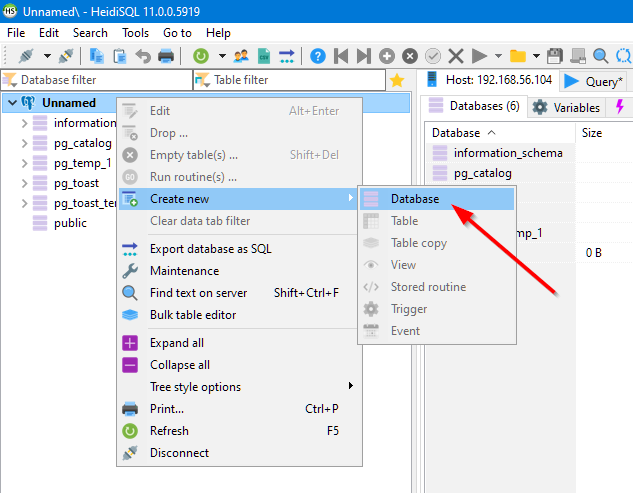 Unnamed\ - HeidiSQL 11.0.0.5919
File Edit Search Tools Go to Help
Database filter Table filter
Host: 192.168.56.104 Query*
Unnamed
information
pg_catalog
pg_temp_1
pg_toast
pg_toast_te
public
Edit Alt+Enter
Drop ...
Empty table(s) ... Shift+Del
Run routine(s) ...
Create new
Clear data tab filter
Export database as SQL
Maintenance
Find text on server Shift+Ctrl+F
Bulk table editor
Expand all
Collapse all
Tree style options
Print... Ctrl+P
Refresh F5
Disconnect
Database
Table
Table copy
View
Stored routine
Trigger
Event
Databases (6) Variables
Database Size
information_schema
pg_catalog
mp_1
0 B